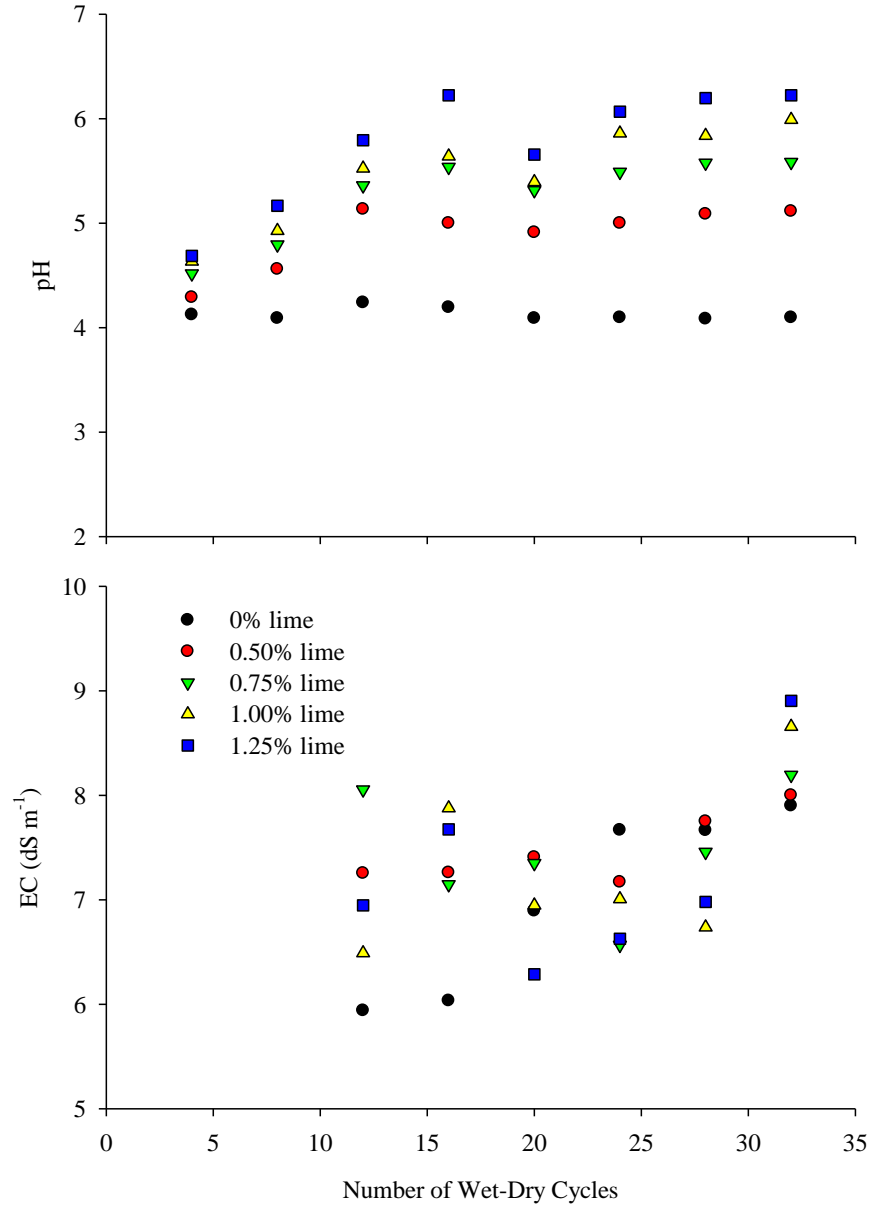 7
6
5
4
3
2
pH
10
9
8
7
6
5
EC (dS m⁻¹)
0% lime
0.50% lime
0.75% lime
1.00% lime
1.25% lime
0 5 10 15 20 25 30 35
Number of Wet-Dry Cycles